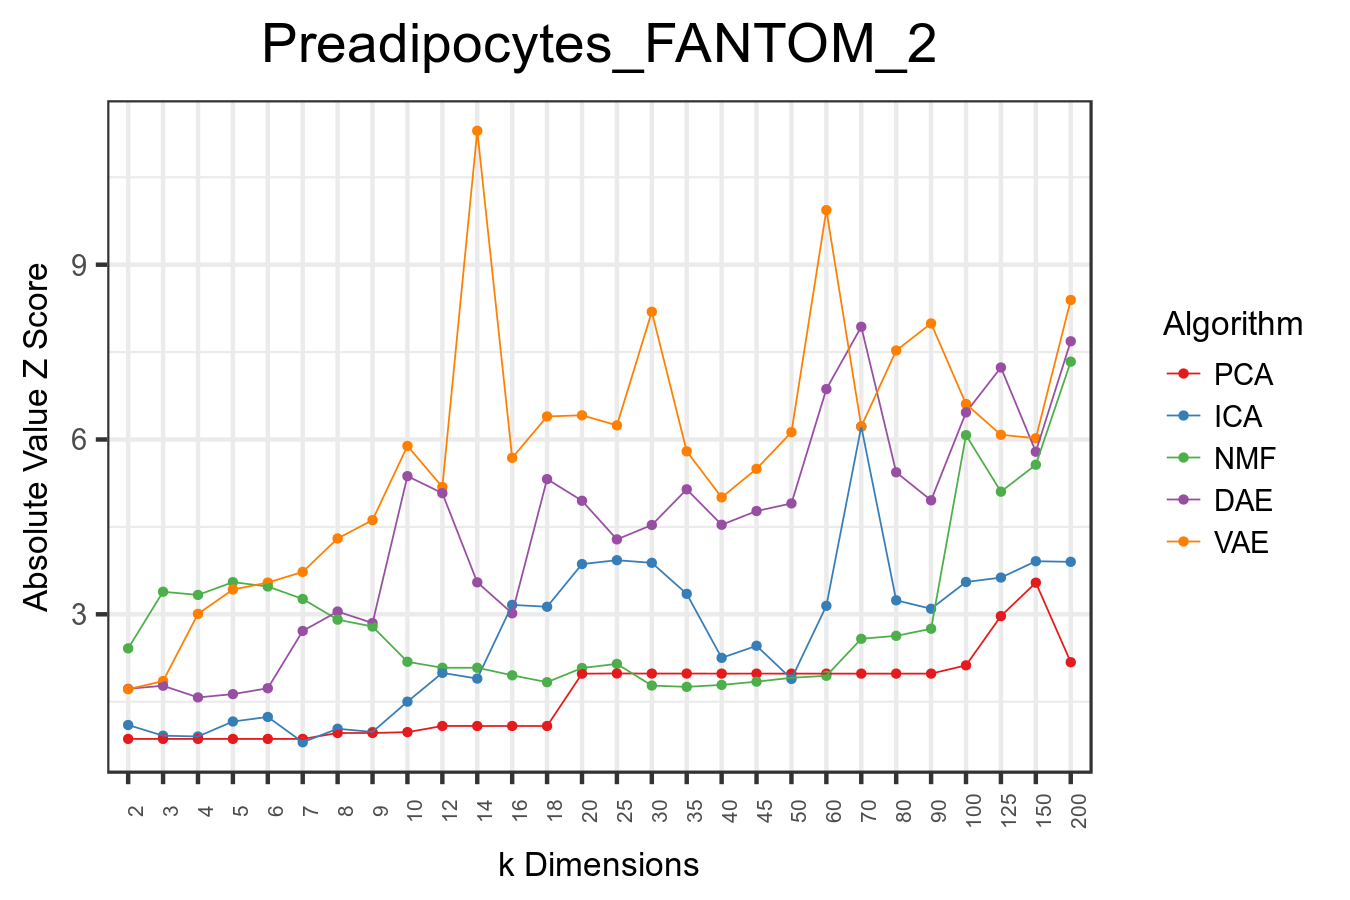 Preadipocytes_FANTOM_2
Absolute Value Z Score
9
6
3
2 3 4 5 6 7 8 9 10 12 14 16 18 20 25 30 35 40 45 50 60 70 80 90 100 125 150 200
k Dimensions
Algorithm
PCA
ICA
NMF
DAE
VAE